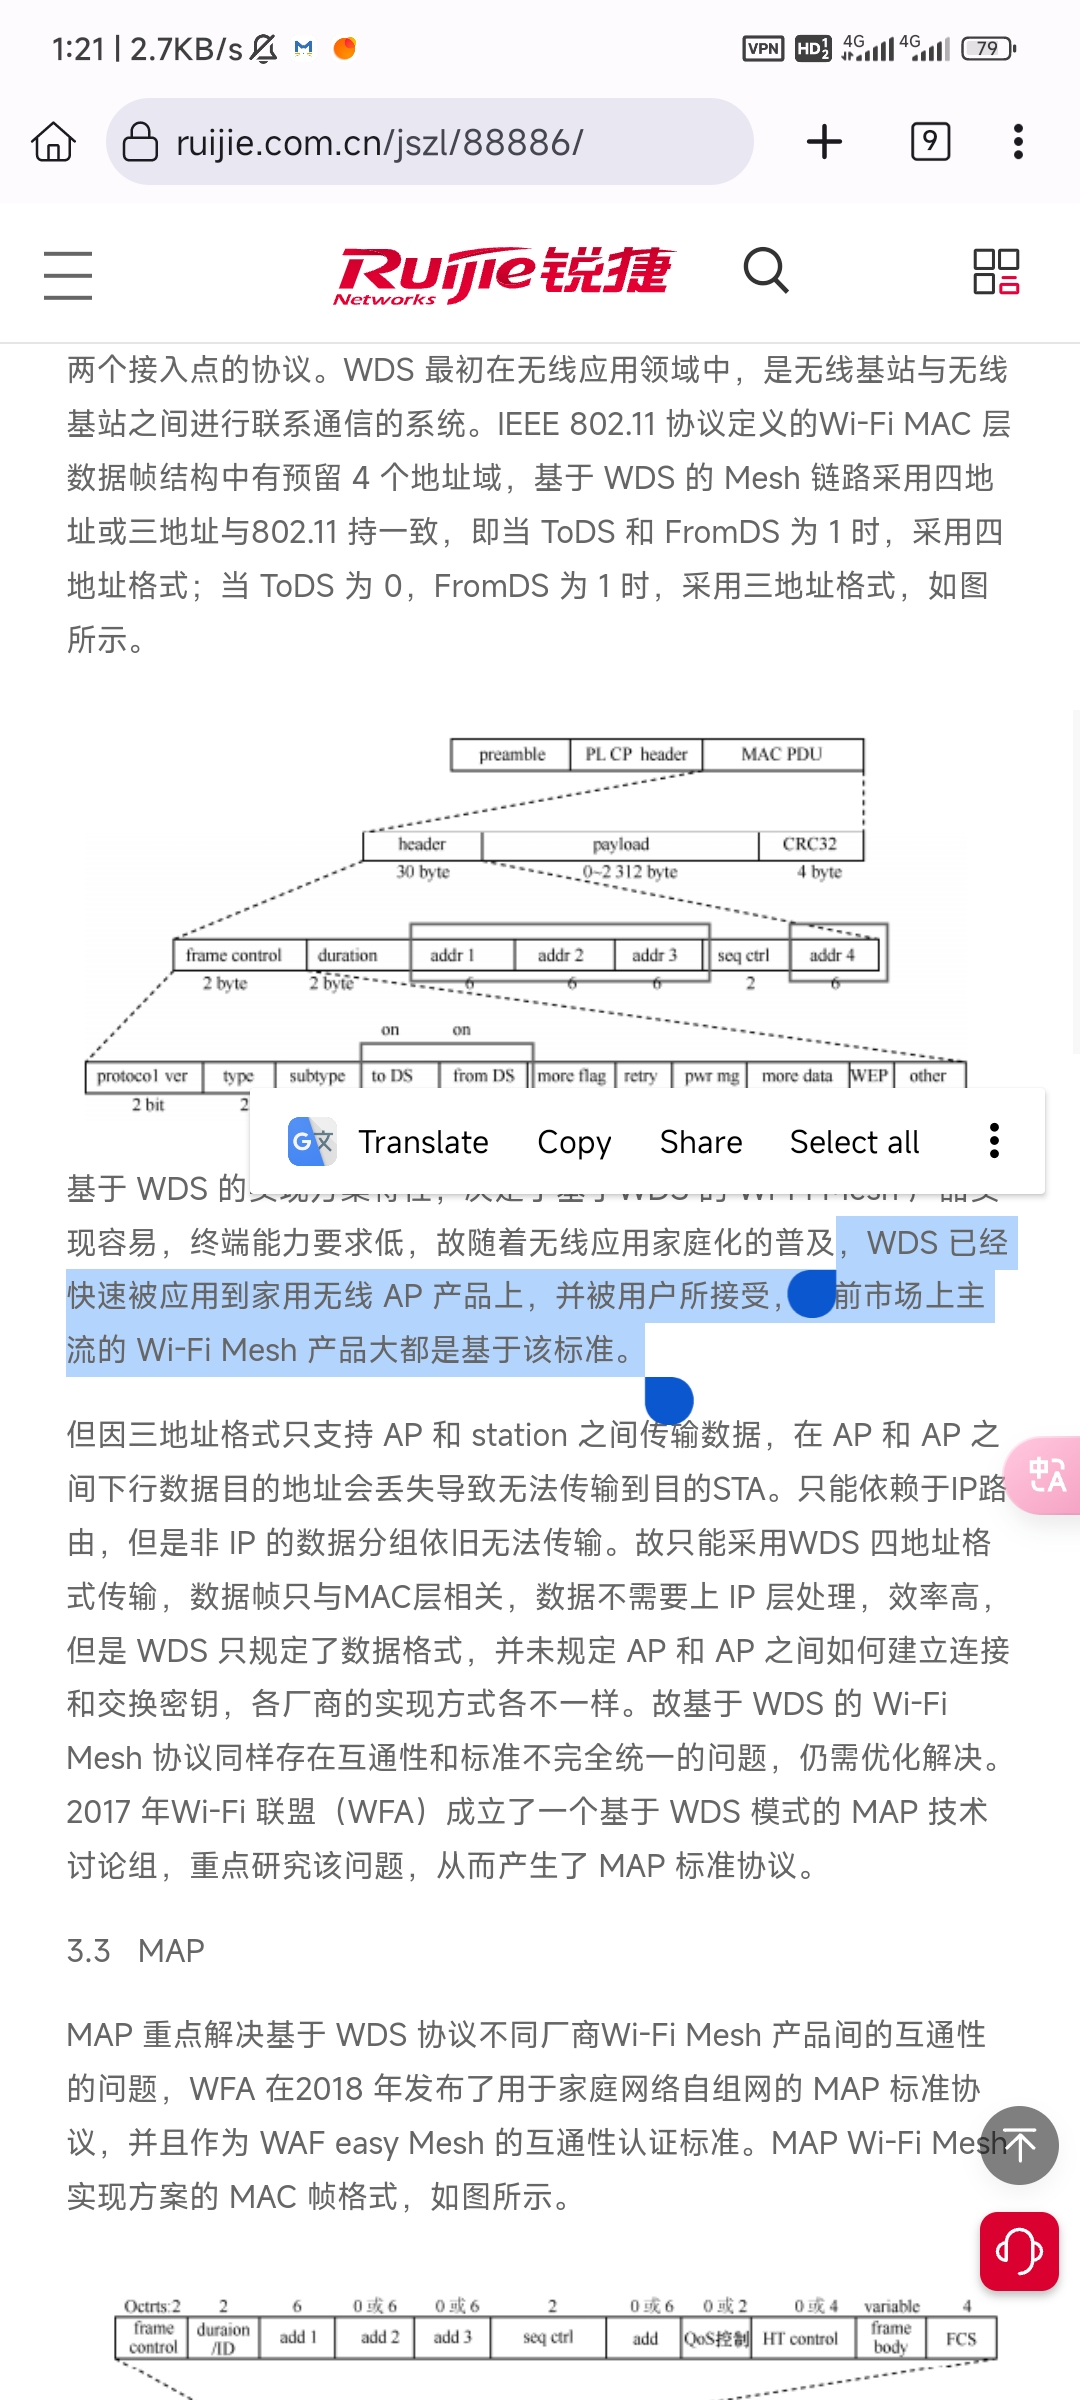 1:21 | 2.7KB/s VPN HD 1 2 4G 4G 79
ruijie.com.cn/jszl/88886/ 9
Ruijie 锐捷
Networks
两个接入点的协议。WDS 最初在无线应用领域中，是无线基站与无线
基站之间进行联系通信的系统。IEEE 802.11 协议定义的Wi-Fi MAC 层
数据帧结构中有预留 4 个地址域，基于 WDS 的 Mesh 链路采用四地
址或三地址与802.11 持一致，即当 ToDS 和 FromDS 为 1 时，采用四
地址格式；当 ToDS 为 0，FromDS 为 1 时，采用三地址格式，如图
所示。
preamble PL CP header MAC PDU
header payload CRC32
30 byte 0~2 312 byte 4 byte
frame control duration addr 1 addr 2 addr 3 seq ctrl addr 4
2 byte 2 byte 6 6 6 2 6
on on
protocol ver type subtype to DS from DS more flag retry pwr mg more data WEP other
2 bit 2
Translate Copy Share Select all
基于 WDS 的实现方案特性，决定了基于WDS 的 Wi-Fi Mesh 产品实
现容易，终端能力要求低，故随着无线应用家庭化的普及，WDS 已经
快速被应用到家用无线 AP 产品上，并被用户所接受，前市场上主
流的 Wi-Fi Mesh 产品大都是基于该标准。
但因三地址格式只支持 AP 和 station 之间传输数据，在 AP 和 AP 之
间下行数据目的地址会丢失导致无法传输到目的STA。只能依赖于IP路
由，但是非 IP 的数据分组依旧无法传输。故只能采用WDS 四地址格
式传输，数据帧只与MAC层相关，数据不需要上 IP 层处理，效率高，
但是 WDS 只规定了数据格式，并未规定 AP 和 AP 之间如何建立连接
和交换密钥，各厂商的实现方式各不一样。故基于 WDS 的 Wi-Fi
Mesh 协议同样存在互通性和标准不完全统一的问题，仍需优化解决。
2017 年Wi-Fi 联盟（WFA）成立了一个基于 WDS 模式的 MAP 技术
讨论组，重点研究该问题，从而产生了 MAP 标准协议。
中A
3.3 MAP
MAP 重点解决基于 WDS 协议不同厂商Wi-Fi Mesh 产品间的互通性
的问题，WFA 在2018 年发布了用于家庭网络自组网的 MAP 标准协
议，并且作为 WAF easy Mesh 的互通性认证标准。MAP Wi-Fi Mesh
实现方案的 MAC 帧格式，如图所示。
Octrts:2 2 6 0 或 6 0 或 6 2 0 或 6 0 或 2 0 或 4 variable 4
frame control duraion /ID add 1 add 2 add 3 seq ctrl add QoS控制 HT control frame body FCS